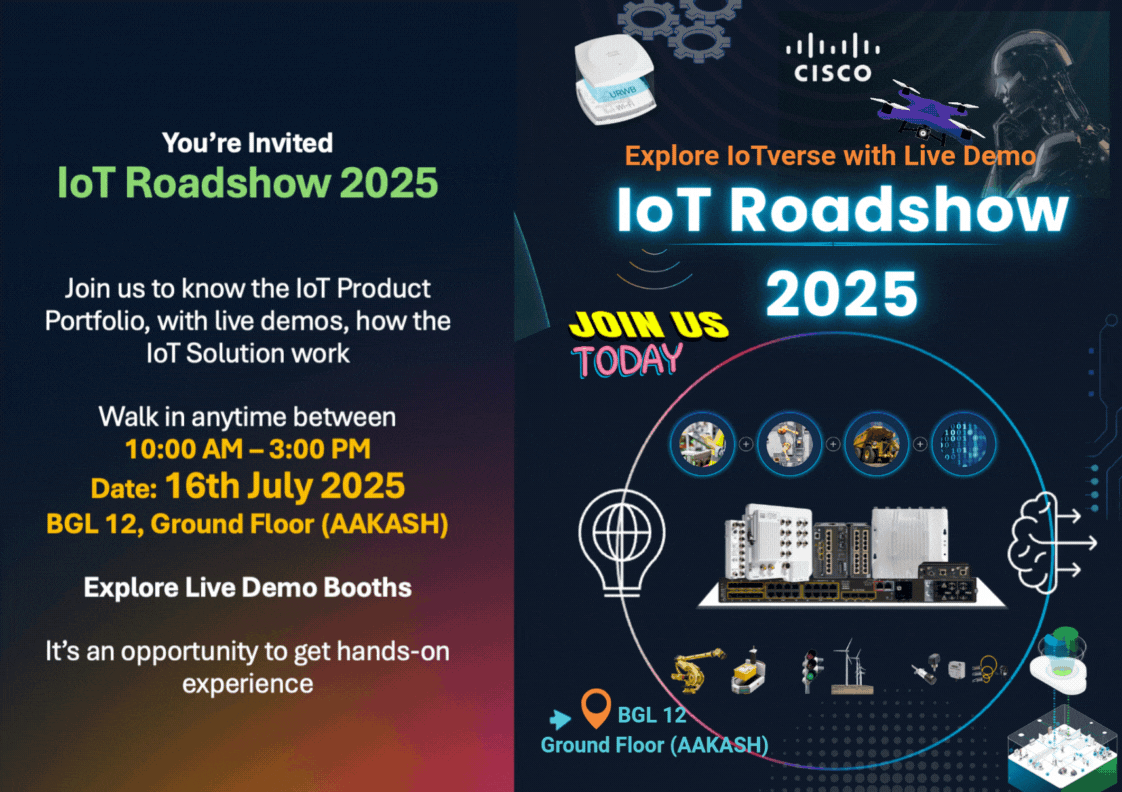 You're Invited
IoT Roadshow 2025
Join us to know the IoT Product
Portfolio, with live demos, how the
IoT Solution work
Walk in anytime between
10:00 AM – 3:00 PM
Date: 16th July 2025
BGL 12, Ground Floor (AAKASH)
Explore Live Demo Booths
It's an opportunity to get hands-on
experience
URWB
Wi-Fi
CISCO
Explore IoTverse with Live Demo
IoT Roadshow
2025
JOIN US
TODAY
BGL 12
Ground Floor (AAKASH)